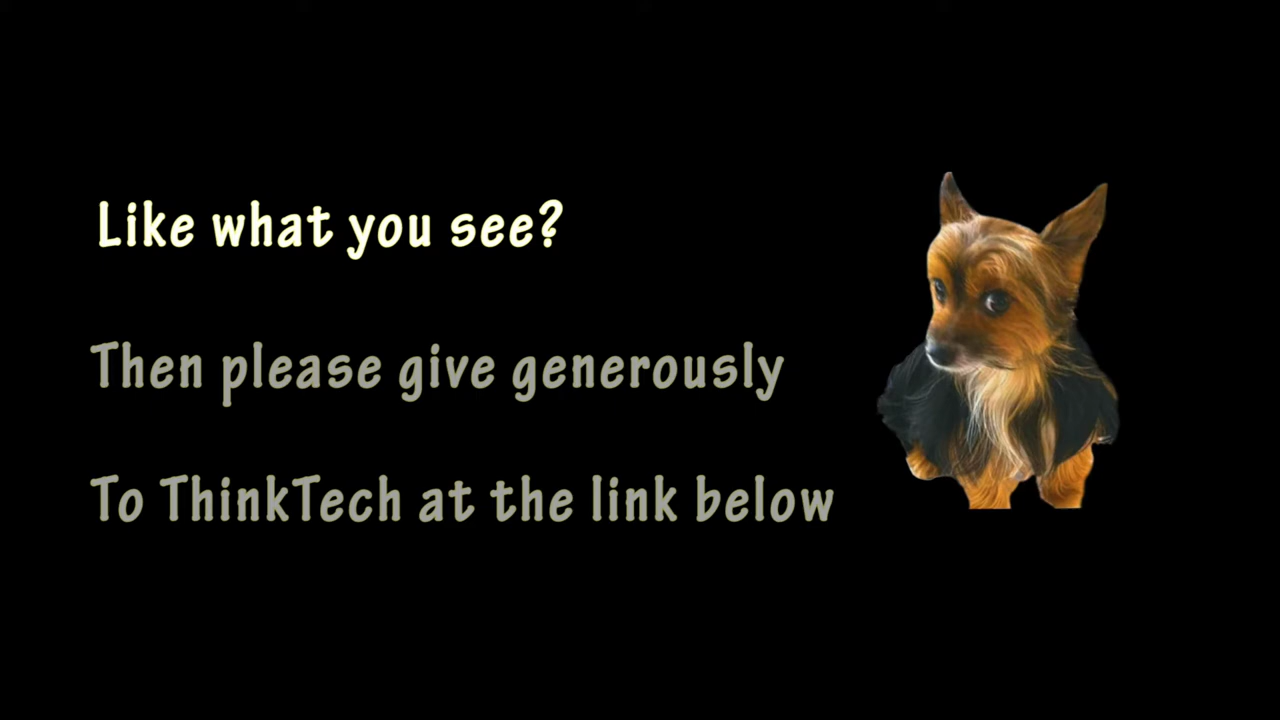 Like what you see?
Then please give generously
To ThinkTech at the link below